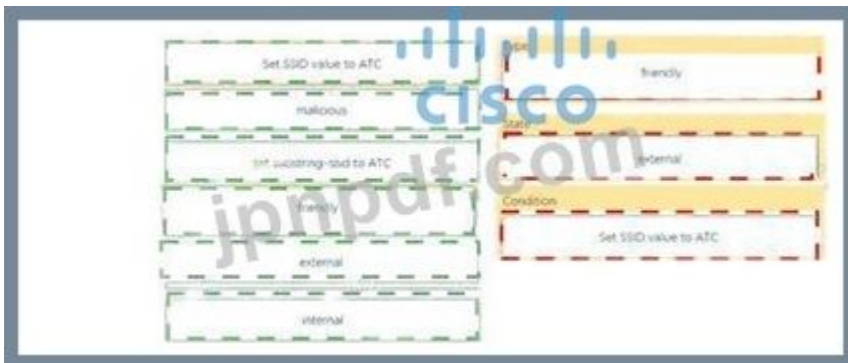 Set SSID value to ATC
malicious
set substring-ssid to ATC
friendly
external
internal
Type
friendly
State
external
Condition
Set SSID value to ATC
CISCO
jpnpdf.com